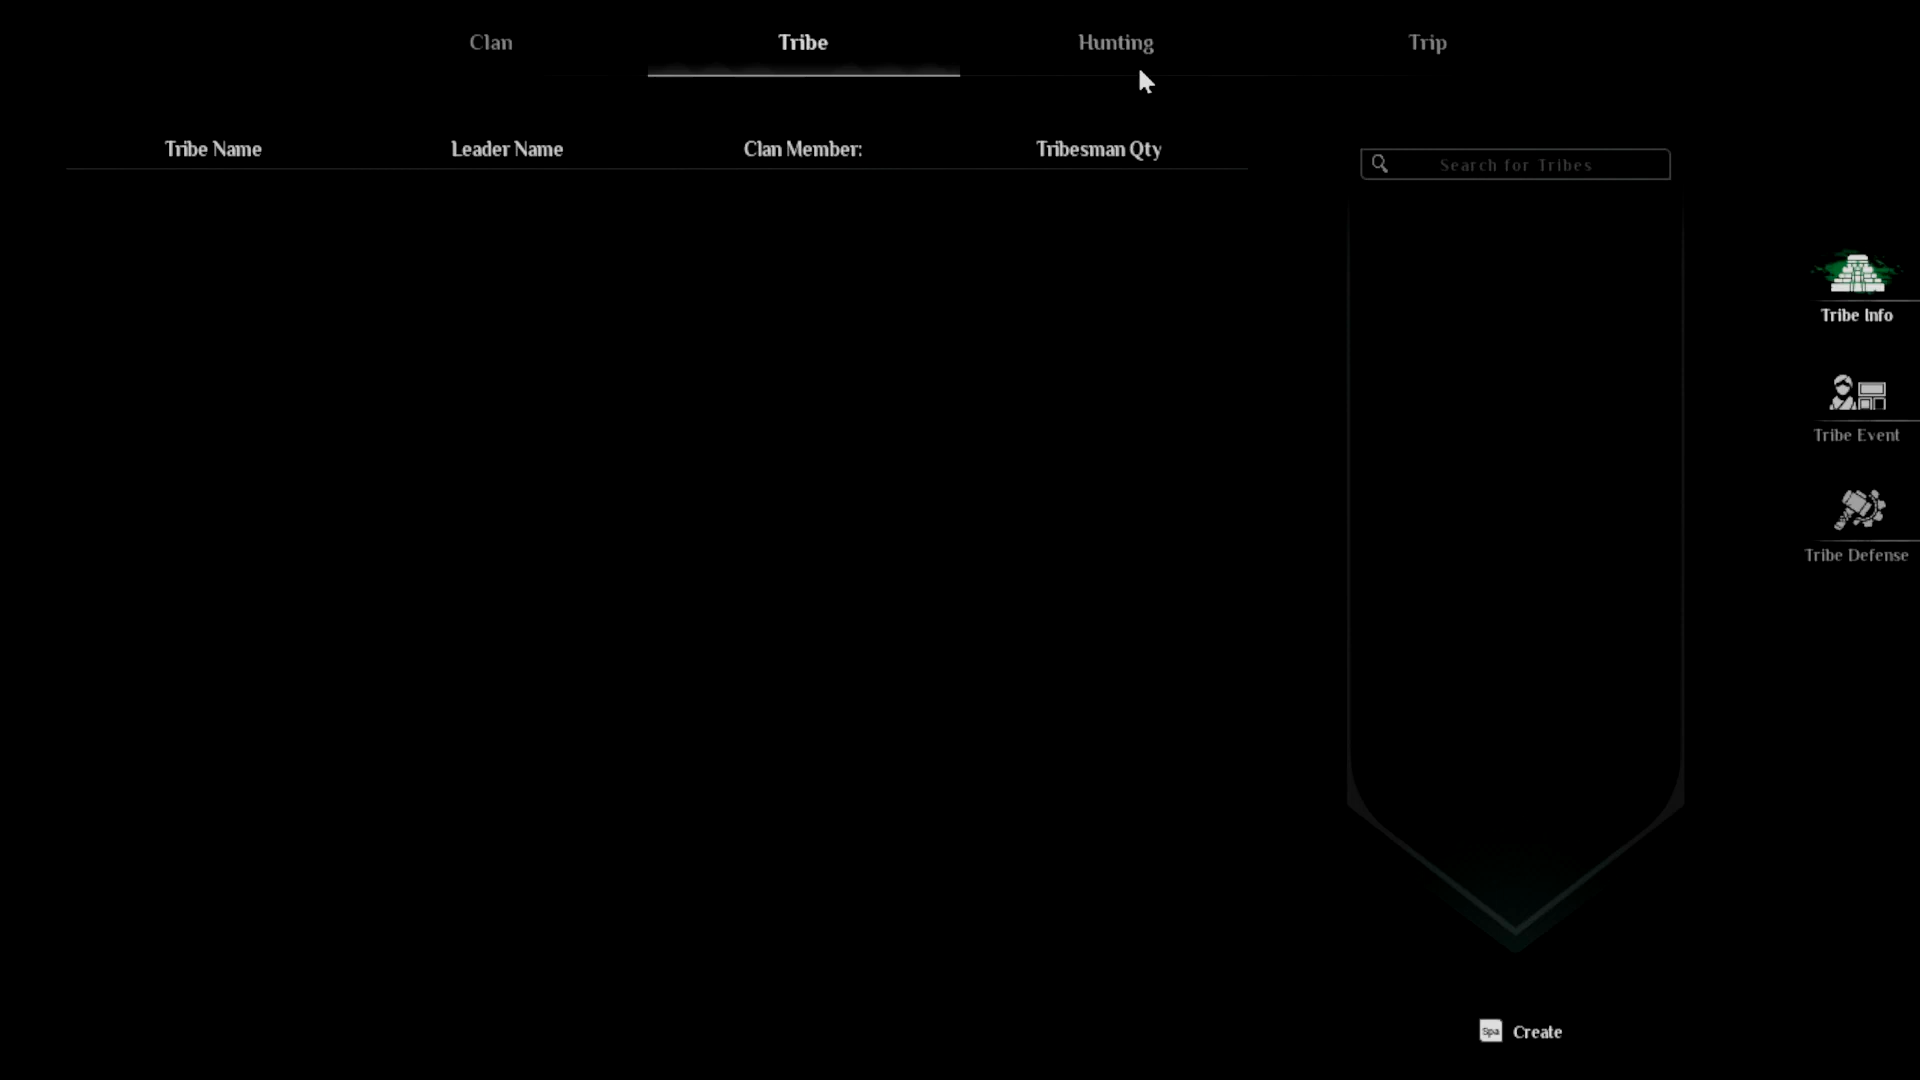 Clan
Tribe
Hunting
Trip
Tribe Name
Leader Name
Clan Member:
Tribesman Qty
Search for Tribes
Tribe Info
Tribe Event
Tribe Defense
Spa
Create